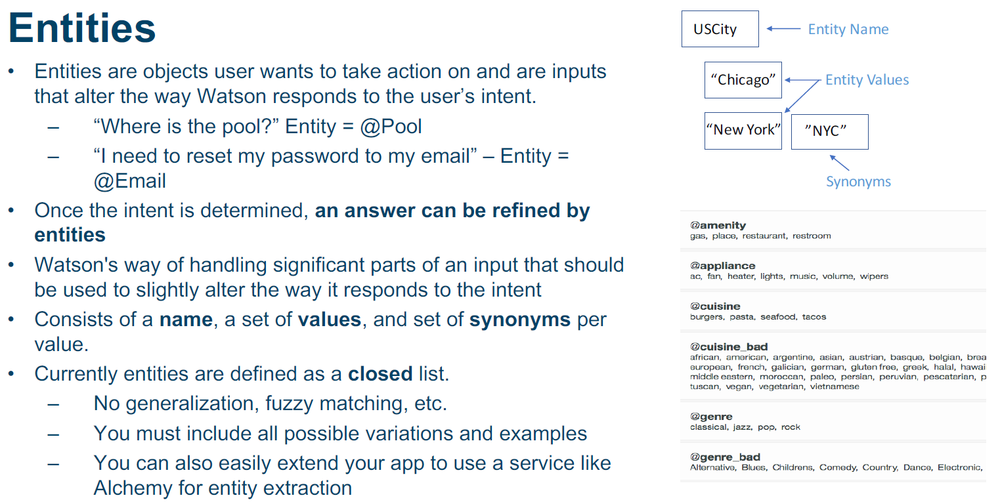 Entities
• Entities are objects user wants to take action on and are inputs
that alter the way Watson responds to the user’s intent.
– “Where is the pool?” Entity = @Pool
– “I need to reset my password to my email” – Entity =
@Email
• Once the intent is determined, an answer can be refined by
entities
• Watson's way of handling significant parts of an input that should
be used to slightly alter the way it responds to the intent
• Consists of a name, a set of values, and set of synonyms per
value.
• Currently entities are defined as a closed list.
– No generalization, fuzzy matching, etc.
– You must include all possible variations and examples
– You can also easily extend your app to use a service like
Alchemy for entity extraction
USCity
Entity Name
“Chicago”
Entity Values
“New York”
”NYC”
Synonyms
@amenity
gas, place, restaurant, restroom
@appliance
ac, fan, heater, lights, music, volume, wipers
@cuisine
burgers, pasta, seafood, tacos
@cuisine_bad
african, american, argentine, asian, austrian, basque, belgian,
european, french, galician, german, gluten free, greek, halal,
middle eastern, moroccan, paleo, persian, peruvian, pescatarian,
tuscan, vegan, vegetarian, vietnamese
@genre
classical, jazz, pop, rock
@genre_bad
Alternative, Blues, Childrens, Comedy, Country, Dance, Electronic,